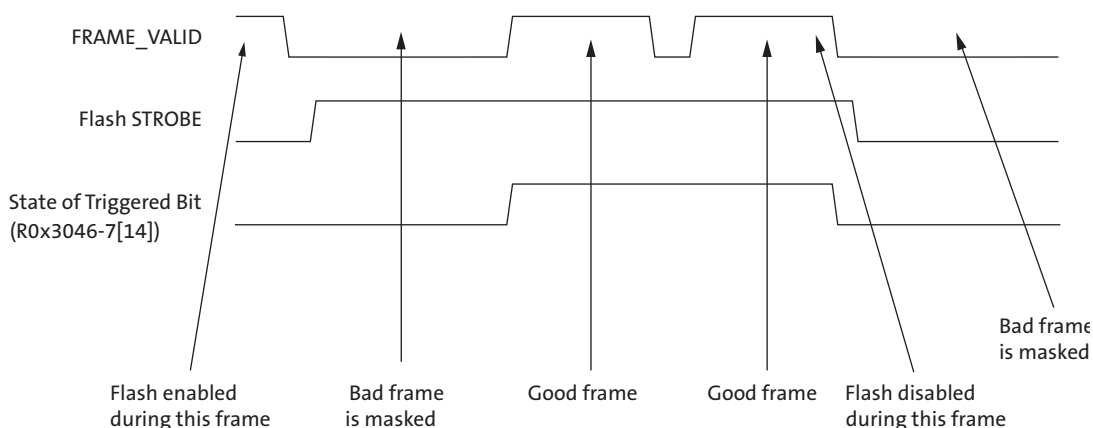 FRAME_VALID
Flash STROBE
State of Triggered Bit
(R0x3046-7[14])
Bad frame
is masked
Flash enabled
during this frame
Bad frame
is masked
Good frame
Good frame
Flash disabled
during this frame